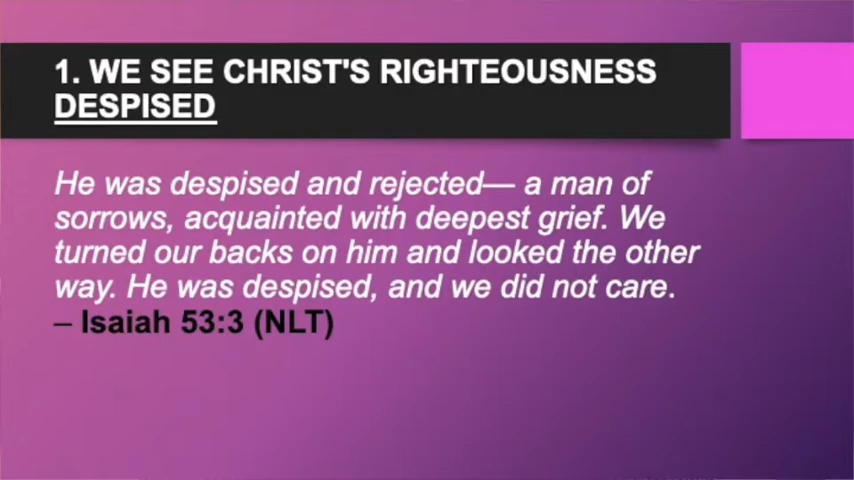 1. WE SEE CHRIST'S RIGHTEOUSNESS
DESPISED
He was despised and rejected— a man of
sorrows, acquainted with deepest grief. We
turned our backs on him and looked the other
way. He was despised, and we did not care.
– Isaiah 53:3 (NLT)